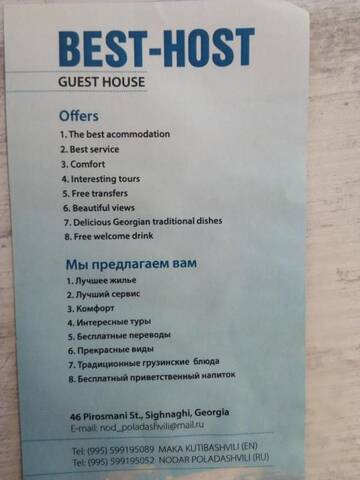 BEST-HOST
GUEST HOUSE
Offers
1. The best acommodation
2. Best service
3. Comfort
4. Interesting tours
5. Free transfers
6. Beautiful views
7. Delicious Georgian traditional dishes
8. Free welcome drink
Мы предлагаем вам
1. Лучшее жилье
2. Лучший сервис
3. Комфорт
4. Интересные туры
5. Бесплатные переводы
6. Прекрасные виды
7. Традиционные грузинские блюда
8. Бесплатный приветственный напиток
46 Pirosmani St., Sighnaghi, Georgia
E-mail: nod_poladashvili@mail.ru
Tel: (995) 599195089 MAKA KUTIBASHVILI (EN)
Tel: (995) 599195052 NODAR POLADASHVILI (RU)